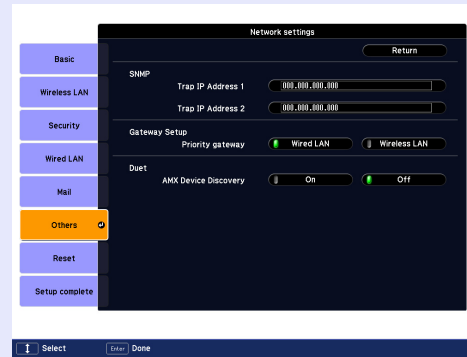 Network settings
Return
Basic
SNMP
Trap IP Address 1 000.000.000.000
Wireless LAN
Trap IP Address 2 000.000.000.000
Security
Gateway Setup
Priority gateway Wired LAN Wireless LAN
Wired LAN
Duet
AMX Device Discovery On Off
Mail
Others
Reset
Setup complete
Select Enter Done